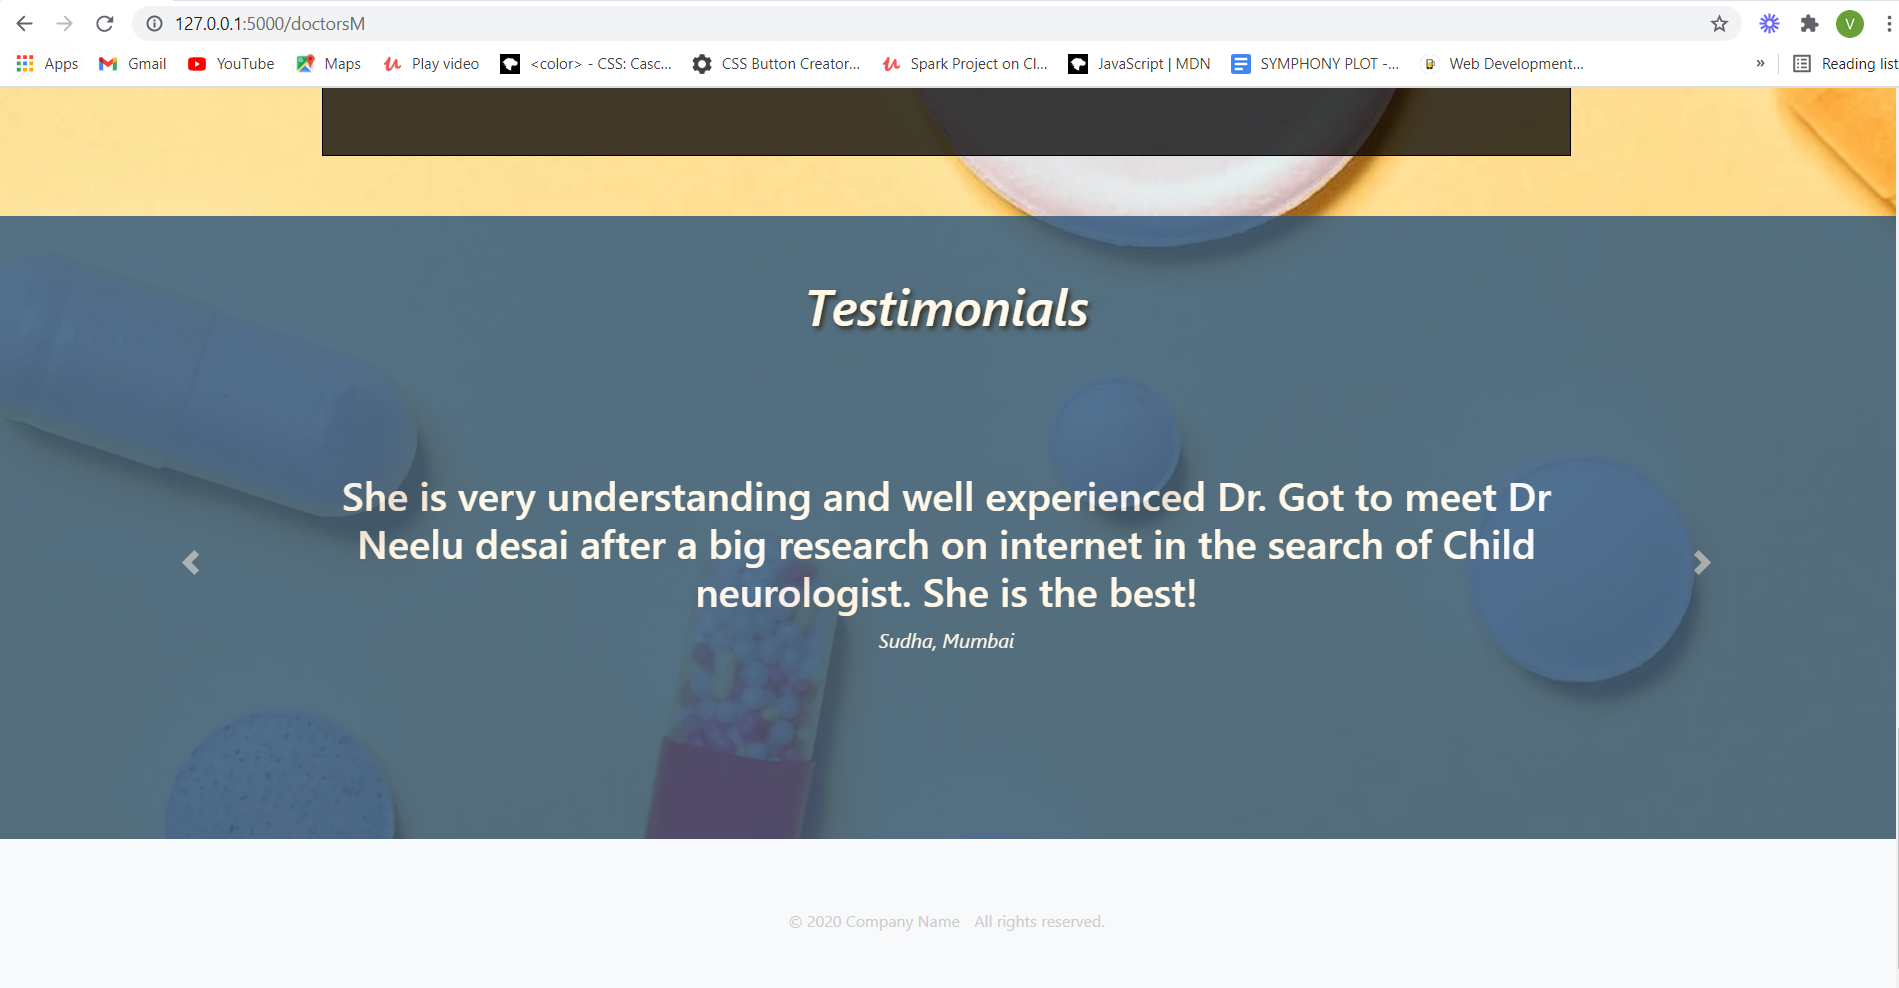 127.0.0.1:5000/doctorsM
V
Apps Gmail YouTube Maps Play video <color> - CSS: Casc... CSS Button Creator... Spark Project on Cl... JavaScript | MDN SYMPHONY PLOT -... Web Development... » Reading list
Testimonials
She is very understanding and well experienced Dr. Got to meet Dr
Neelu desai after a big research on internet in the search of Child
neurologist. She is the best!
Sudha, Mumbai
© 2020 Company Name All rights reserved.